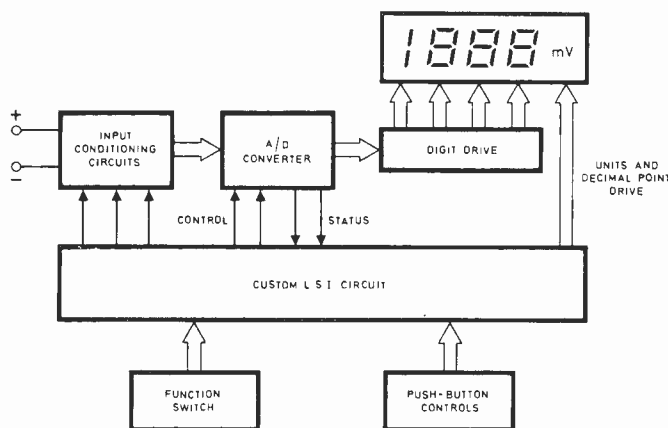 1888 mV
+
INPUT
CONDITIONING
CIRCUITS
−
A/D
CONVERTER
DIGIT DRIVE
UNITS AND
DECIMAL POINT
DRIVE
CONTROL
STATUS
CUSTOM L S I CIRCUIT
FUNCTION
SWITCH
PUSH-BUTTON
CONTROLS